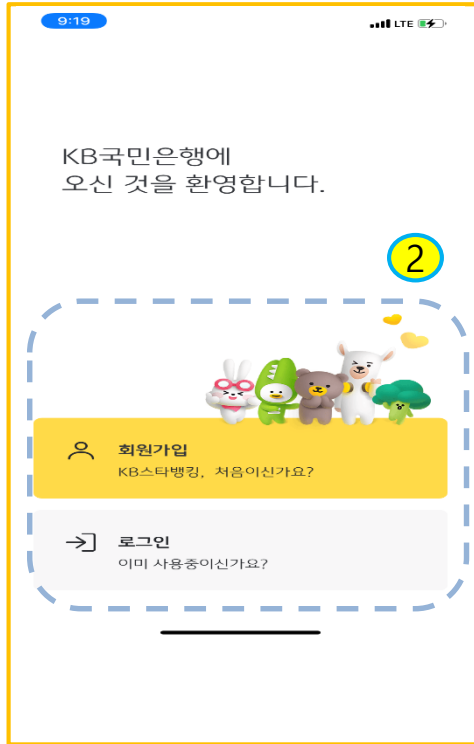 9:19
LTE
KB국민은행에
오신 것을 환영합니다.
2
회원가입
KB스타뱅킹, 처음이신가요?
로그인
이미 사용중이신가요?